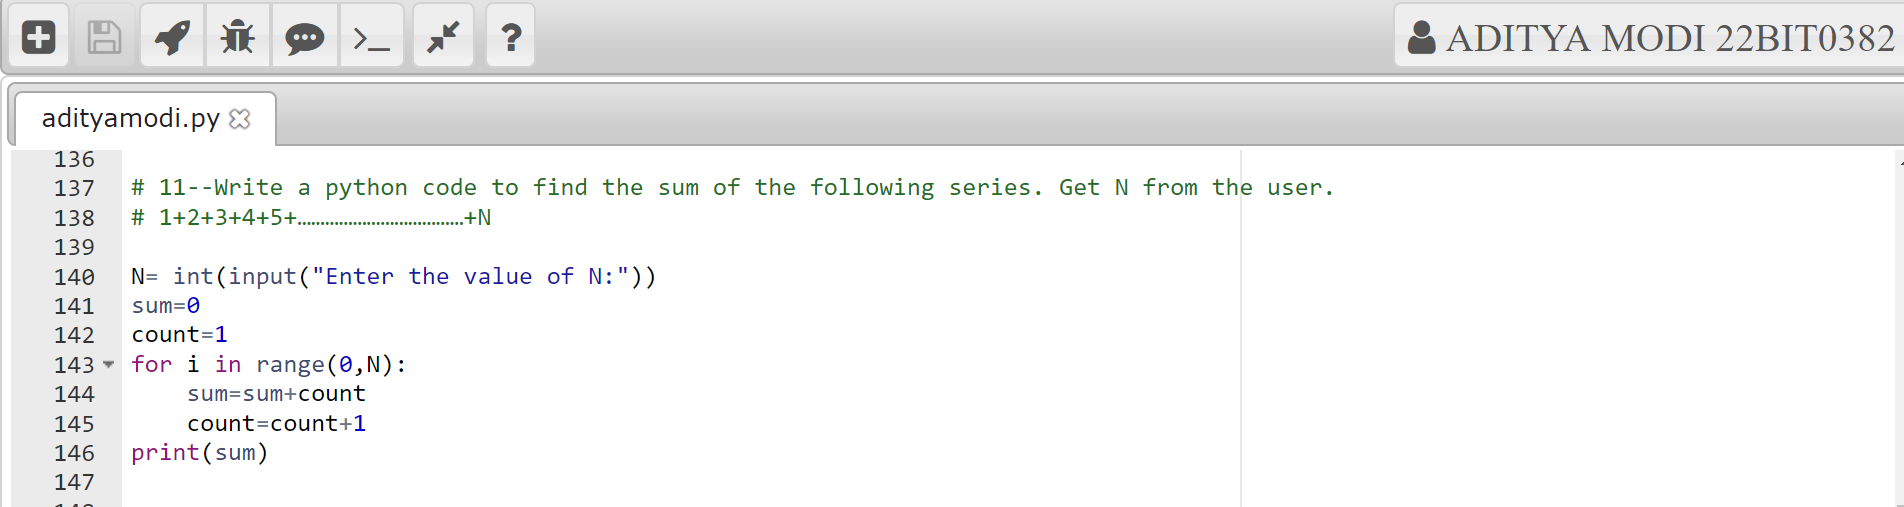 ADITYA MODI 22BIT0382
adityamodi.py
136
137 # 11--Write a python code to find the sum of the following series. Get N from the user.
138 # 1+2+3+4+5+………………………………+N
139
140 N= int(input("Enter the value of N:"))
141 sum=0
142 count=1
143 for i in range(0,N):
144     sum=sum+count
145     count=count+1
146 print(sum)
147